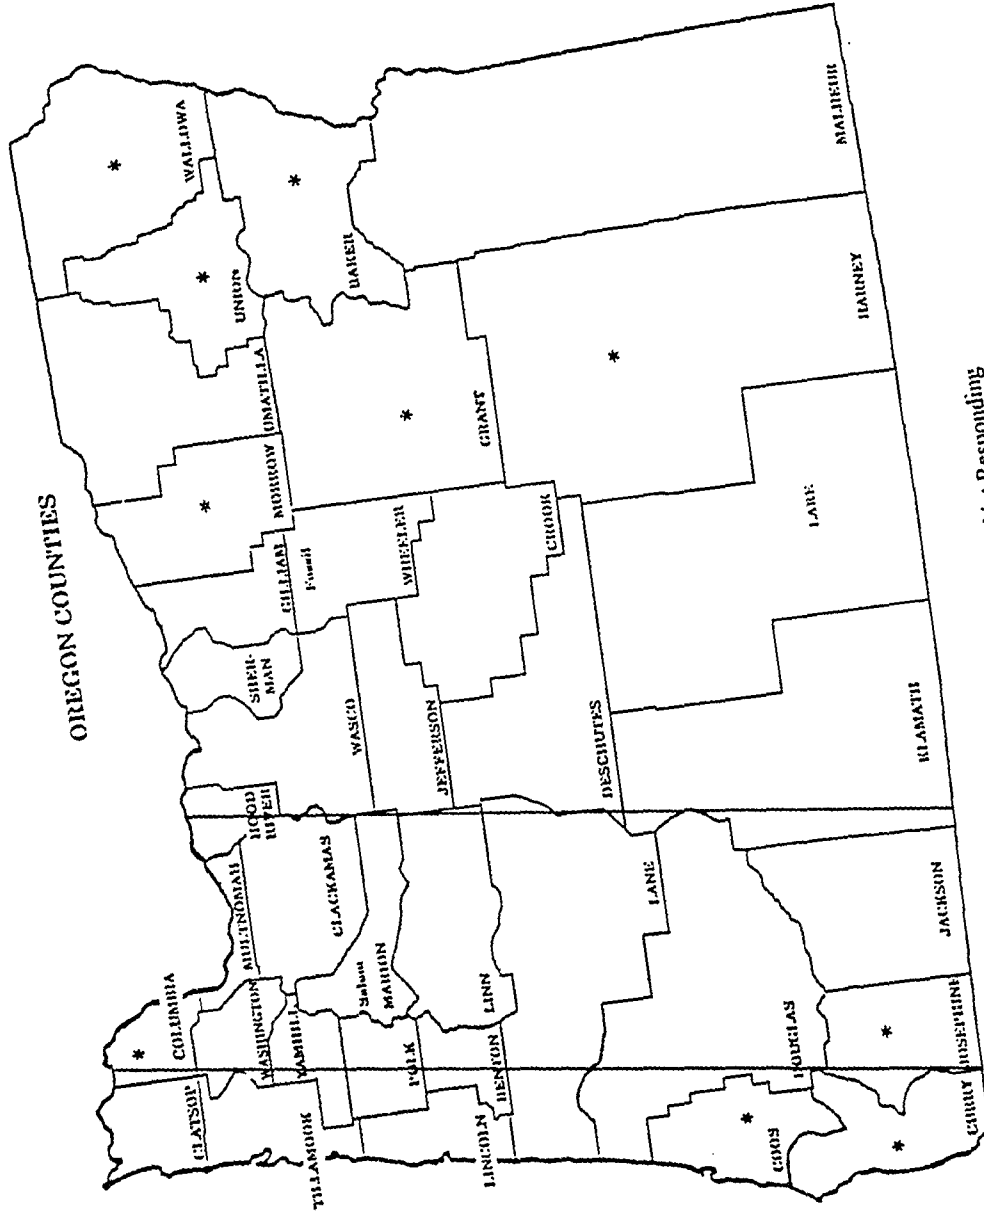 OREGON COUNTIES
*
WALLOWA
*
UNION
*
BAKER
UMATILLA
*
MORROW
*
GRANT
GILLIAM
Fossil
WHEELER
SHER-
MAN
WASCO
HOOD
RIVER
MULTNOMAH
CLACKAMAS
JEFFERSON
CROOK
DESCHUTES
*
COLUMBIA
CLATSOP
WASHINGTON
YAMHILL
TILLAMOOK
Salem
MARION
POLK
LINN
BENTON
LINCOLN
LANE
DOUGLAS
*
COOS
*
CURRY
*
JOSEPHINE
JACKSON
KLAMATH
LAKE
*
HARNEY
MALHEUR
Responding